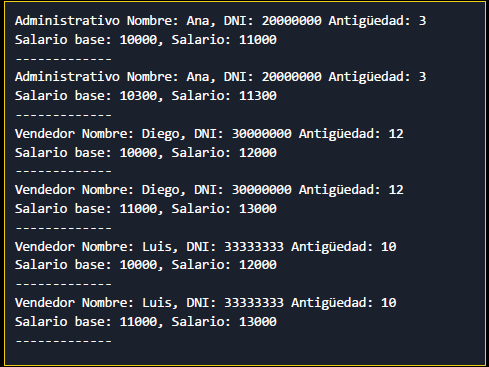 Administrativo Nombre: Ana, DNI: 20000000 Antigüedad: 3
Salario base: 10000, Salario: 11000
-------------
Administrativo Nombre: Ana, DNI: 20000000 Antigüedad: 3
Salario base: 10300, Salario: 11300
-------------
Vendedor Nombre: Diego, DNI: 30000000 Antigüedad: 12
Salario base: 10000, Salario: 12000
-------------
Vendedor Nombre: Diego, DNI: 30000000 Antigüedad: 12
Salario base: 11000, Salario: 13000
-------------
Vendedor Nombre: Luis, DNI: 33333333 Antigüedad: 10
Salario base: 10000, Salario: 12000
-------------
Vendedor Nombre: Luis, DNI: 33333333 Antigüedad: 10
Salario base: 11000, Salario: 13000
-------------